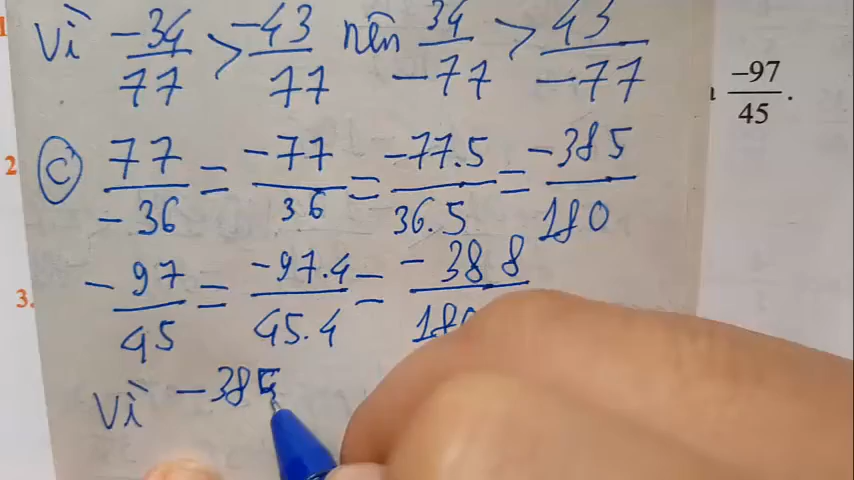 Vì -34/77 > -43/77 nên 34/-77 > 43/-77
-97/45 .
2
C 77/-36 = -77/36 = -77.5/36.5 = -385/180
-97/45 = -97.4/45.4 = -388/180
3.
Vì -385